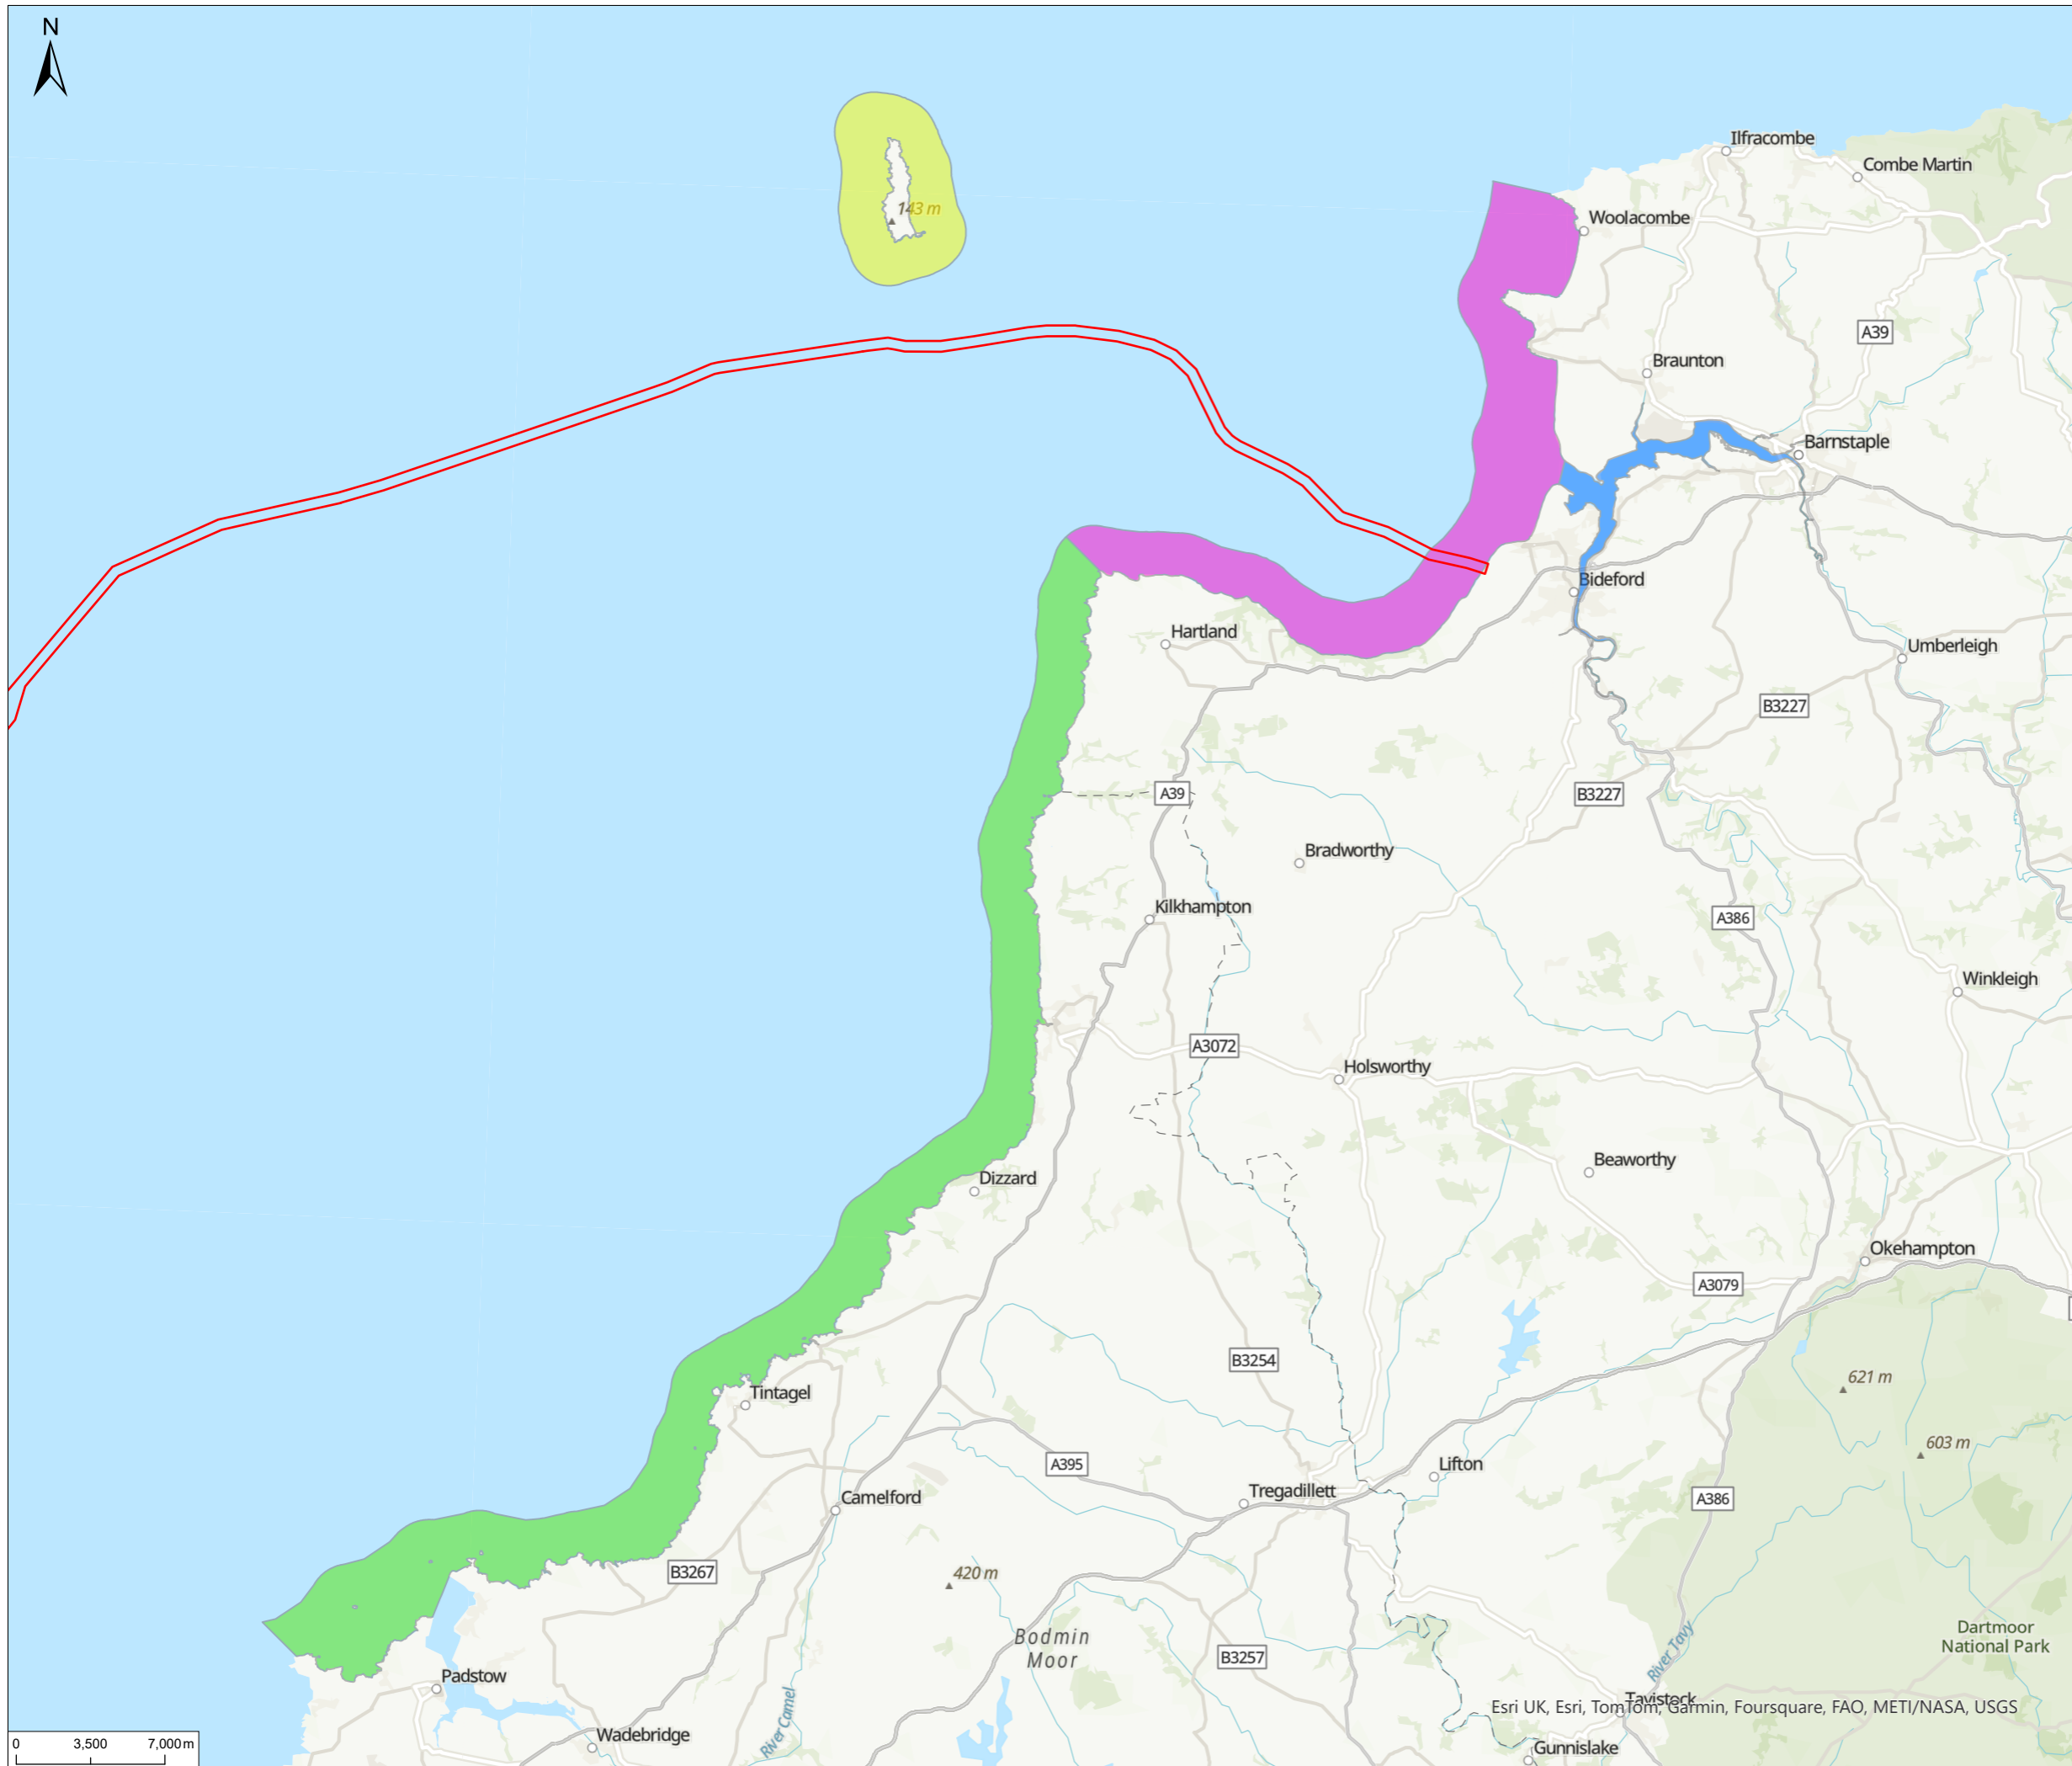 N
Ilfracombe
Combe Martin
143 m
Woolacombe
A39
Braunton
Barnstaple
Bideford
Hartland
Umberleigh
B3227
A39
B3227
Bradworthy
Kilkhampton
A386
Winkleigh
A3072
Holsworthy
Beaworthy
Dizzard
Okehampton
A3079
B3254
621 m
Tintagel
603 m
A395
Lifton
Tregadillett
Camelford
A386
B3267
420 m
Bodmin
Moor
Dartmoor
National Park
B3257
River Tavy
Padstow
River Camel
Tavistock
Esri UK, Esri, TomTom, Garmin, Foursquare, FAO, METI/NASA, USGS
Wadebridge
Gunnislake
0 3,500 7,000 m